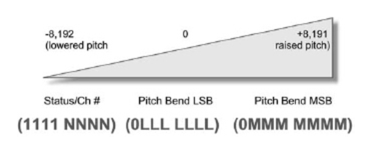 -8,192 0 +8,191
(lowered pitch raised pitch)
Status/Ch # Pitch Bend LSB Pitch Bend MSB
(1111 NNNN) (0LLL LLLL) (0MMM MMMM)